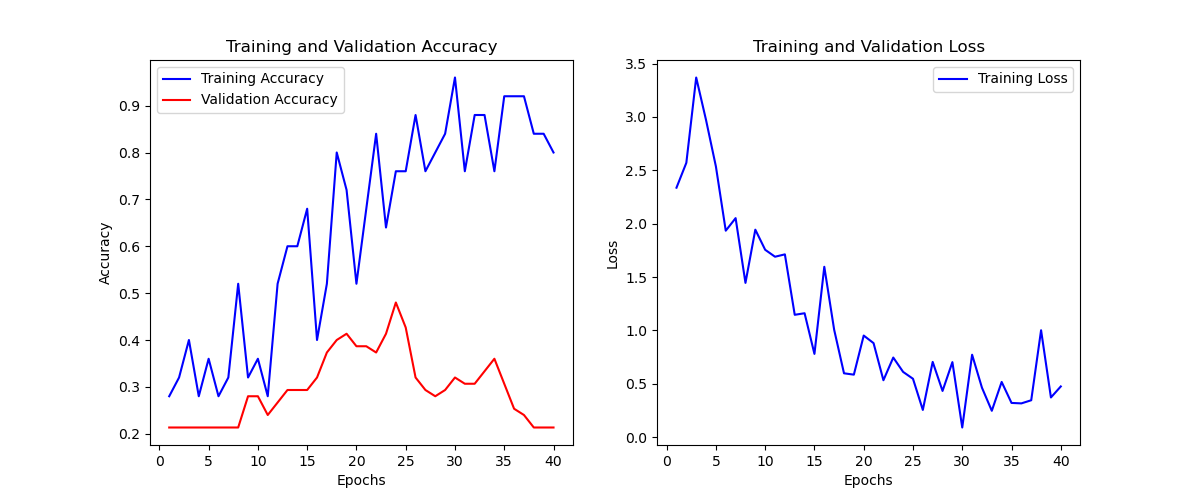 Training and Validation Accuracy
Training Accuracy
Validation Accuracy
Accuracy
0.9
0.8
0.7
0.6
0.5
0.4
0.3
0.2
0 5 10 15 20 25 30 35 40
Epochs
Training and Validation Loss
Training Loss
Loss
3.5
3.0
2.5
2.0
1.5
1.0
0.5
0.0
0 5 10 15 20 25 30 35 40
Epochs